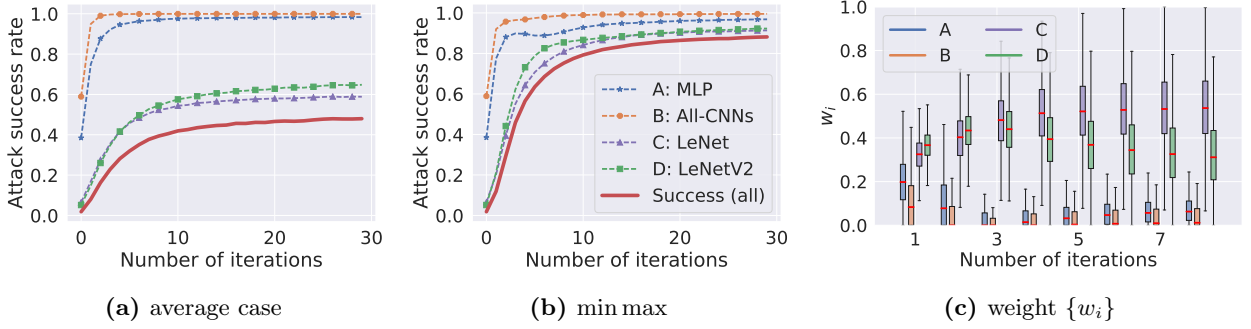 Attack success rate
1.0
0.8
0.6
0.4
0.2
0.0
0
10
20
30
Number of iterations
(a) average case
Attack success rate
1.0
0.8
0.6
0.4
0.2
0.0
A: MLP
B: All-CNNs
C: LeNet
D: LeNetV2
Success (all)
0
10
20
30
Number of iterations
(b) min max
w_i
1.0
0.8
0.6
0.4
0.2
0.0
A
B
C
D
1
3
5
7
Number of iterations
(c) weight {w_i}